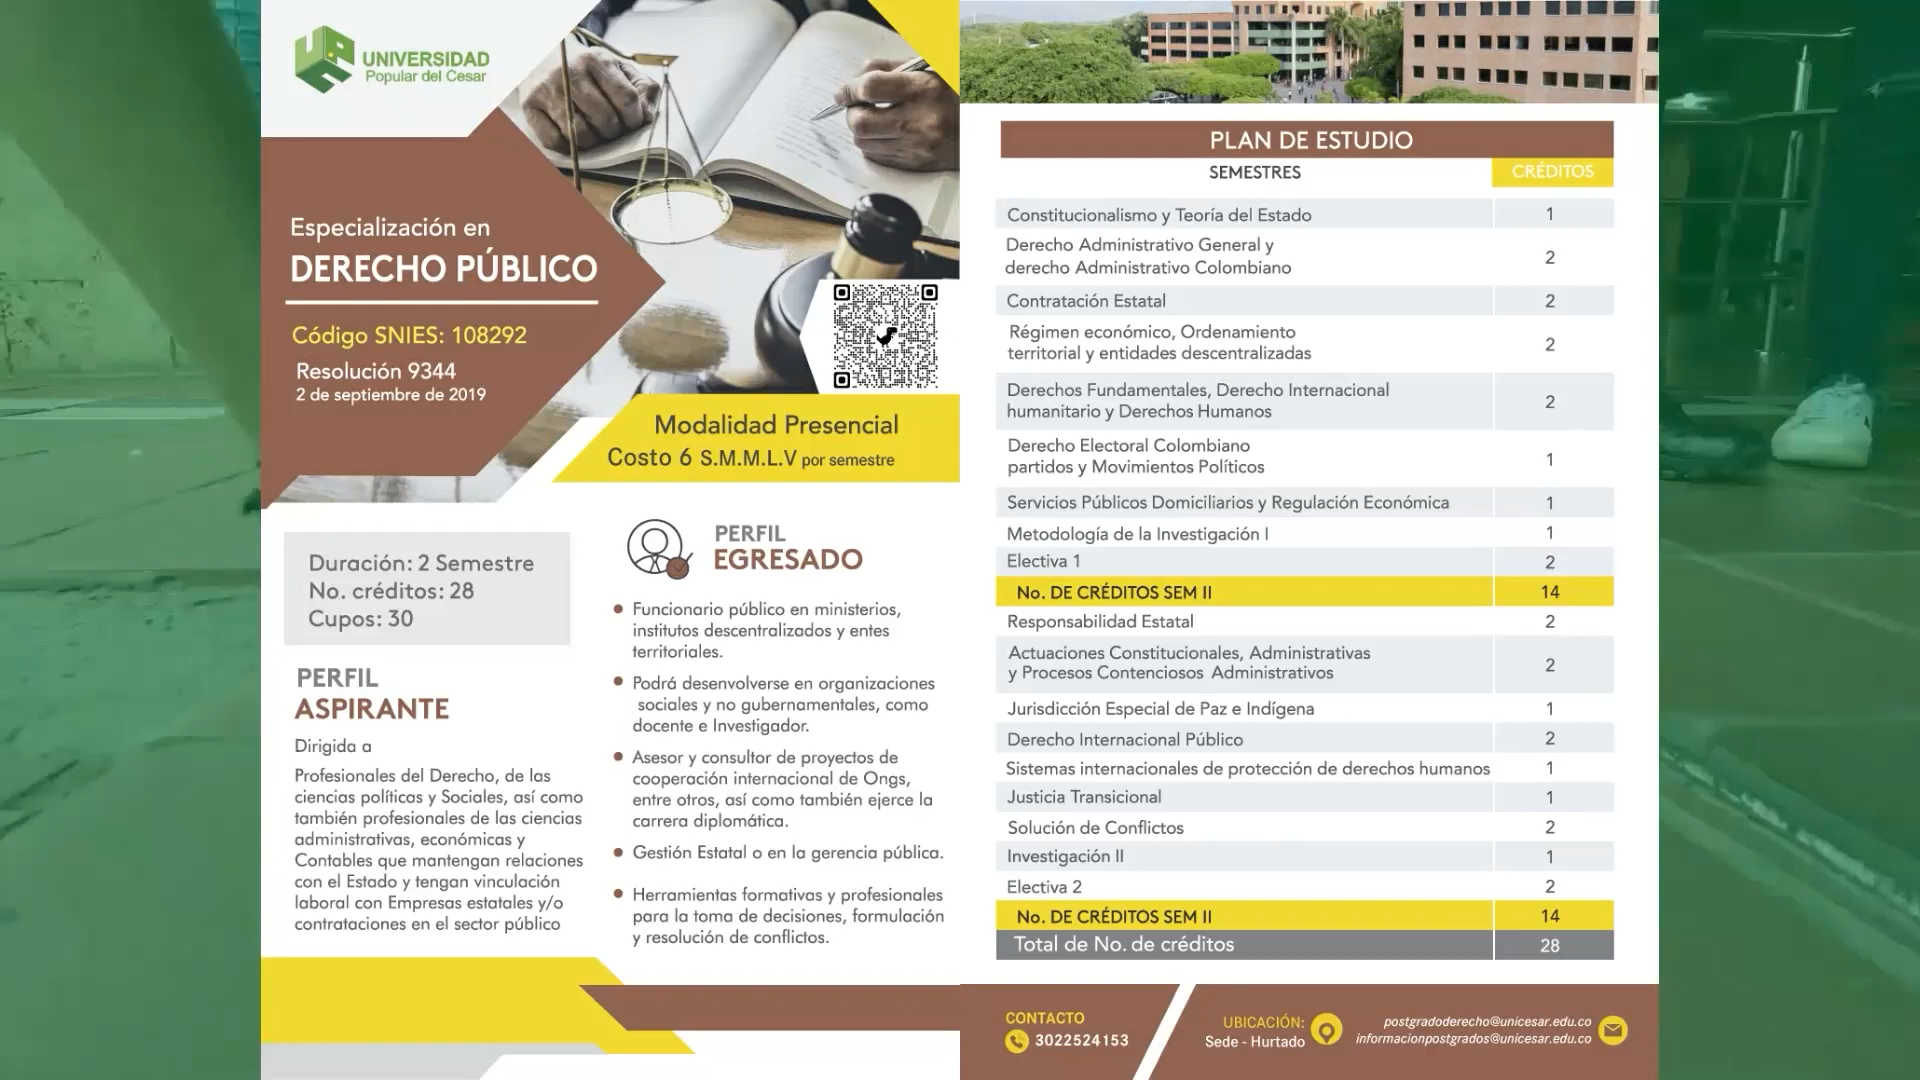 UNIVERSIDAD
Popular del Cesar
Especialización en
DERECHO PÚBLICO
Código SNIES: 108292
Resolución 9344
2 de septiembre de 2019
Modalidad Presencial
Costo 6 S.M.M.L.V por semestre
Duración: 2 Semestre
No. créditos: 28
Cupos: 30
PERFIL
ASPIRANTE
Dirigida a
Profesionales del Derecho, de las
ciencias políticas y Sociales, así como
también profesionales de las ciencias
administrativas, económicas y
Contables que mantengan relaciones
con el Estado y tengan vinculación
laboral con Empresas estatales y/o
contrataciones en el sector público
PERFIL
EGRESADO
Funcionario público en ministerios,
institutos descentralizados y entes
territoriales.
Podrá desenvolverse en organizaciones
sociales y no gubernamentales, como
docente e Investigador.
Asesor y consultor de proyectos de
cooperación internacional de Ongs,
entre otros, así como también ejerce la
carrera diplomática.
Gestión Estatal o en la gerencia pública.
Herramientas formativas y profesionales
para la toma de decisiones, formulación
y resolución de conflictos.
PLAN DE ESTUDIO
SEMESTRES CRÉDITOS
Constitucionalismo y Teoría del Estado 1
Derecho Administrativo General y
derecho Administrativo Colombiano 2
Contratación Estatal 2
Régimen económico, Ordenamiento
territorial y entidades descentralizadas 2
Derechos Fundamentales, Derecho Internacional
humanitario y Derechos Humanos 2
Derecho Electoral Colombiano
partidos y Movimientos Políticos 1
Servicios Públicos Domiciliarios y Regulación Económica 1
Metodología de la Investigación I 1
Electiva 1 2
No. DE CRÉDITOS SEM II 14
Responsabilidad Estatal 2
Actuaciones Constitucionales, Administrativas
y Procesos Contenciosos Administrativos 2
Jurisdicción Especial de Paz e Indígena 1
Derecho Internacional Público 2
Sistemas internacionales de protección de derechos humanos 1
Justicia Transicional 1
Solución de Conflictos 2
Investigación II 1
Electiva 2 2
No. DE CRÉDITOS SEM II 14
Total de No. de créditos 28
CONTACTO
3022524153
UBICACIÓN:
Sede - Hurtado
postgradoderecho@unicesar.edu.co
informacionpostgrados@unicesar.edu.co